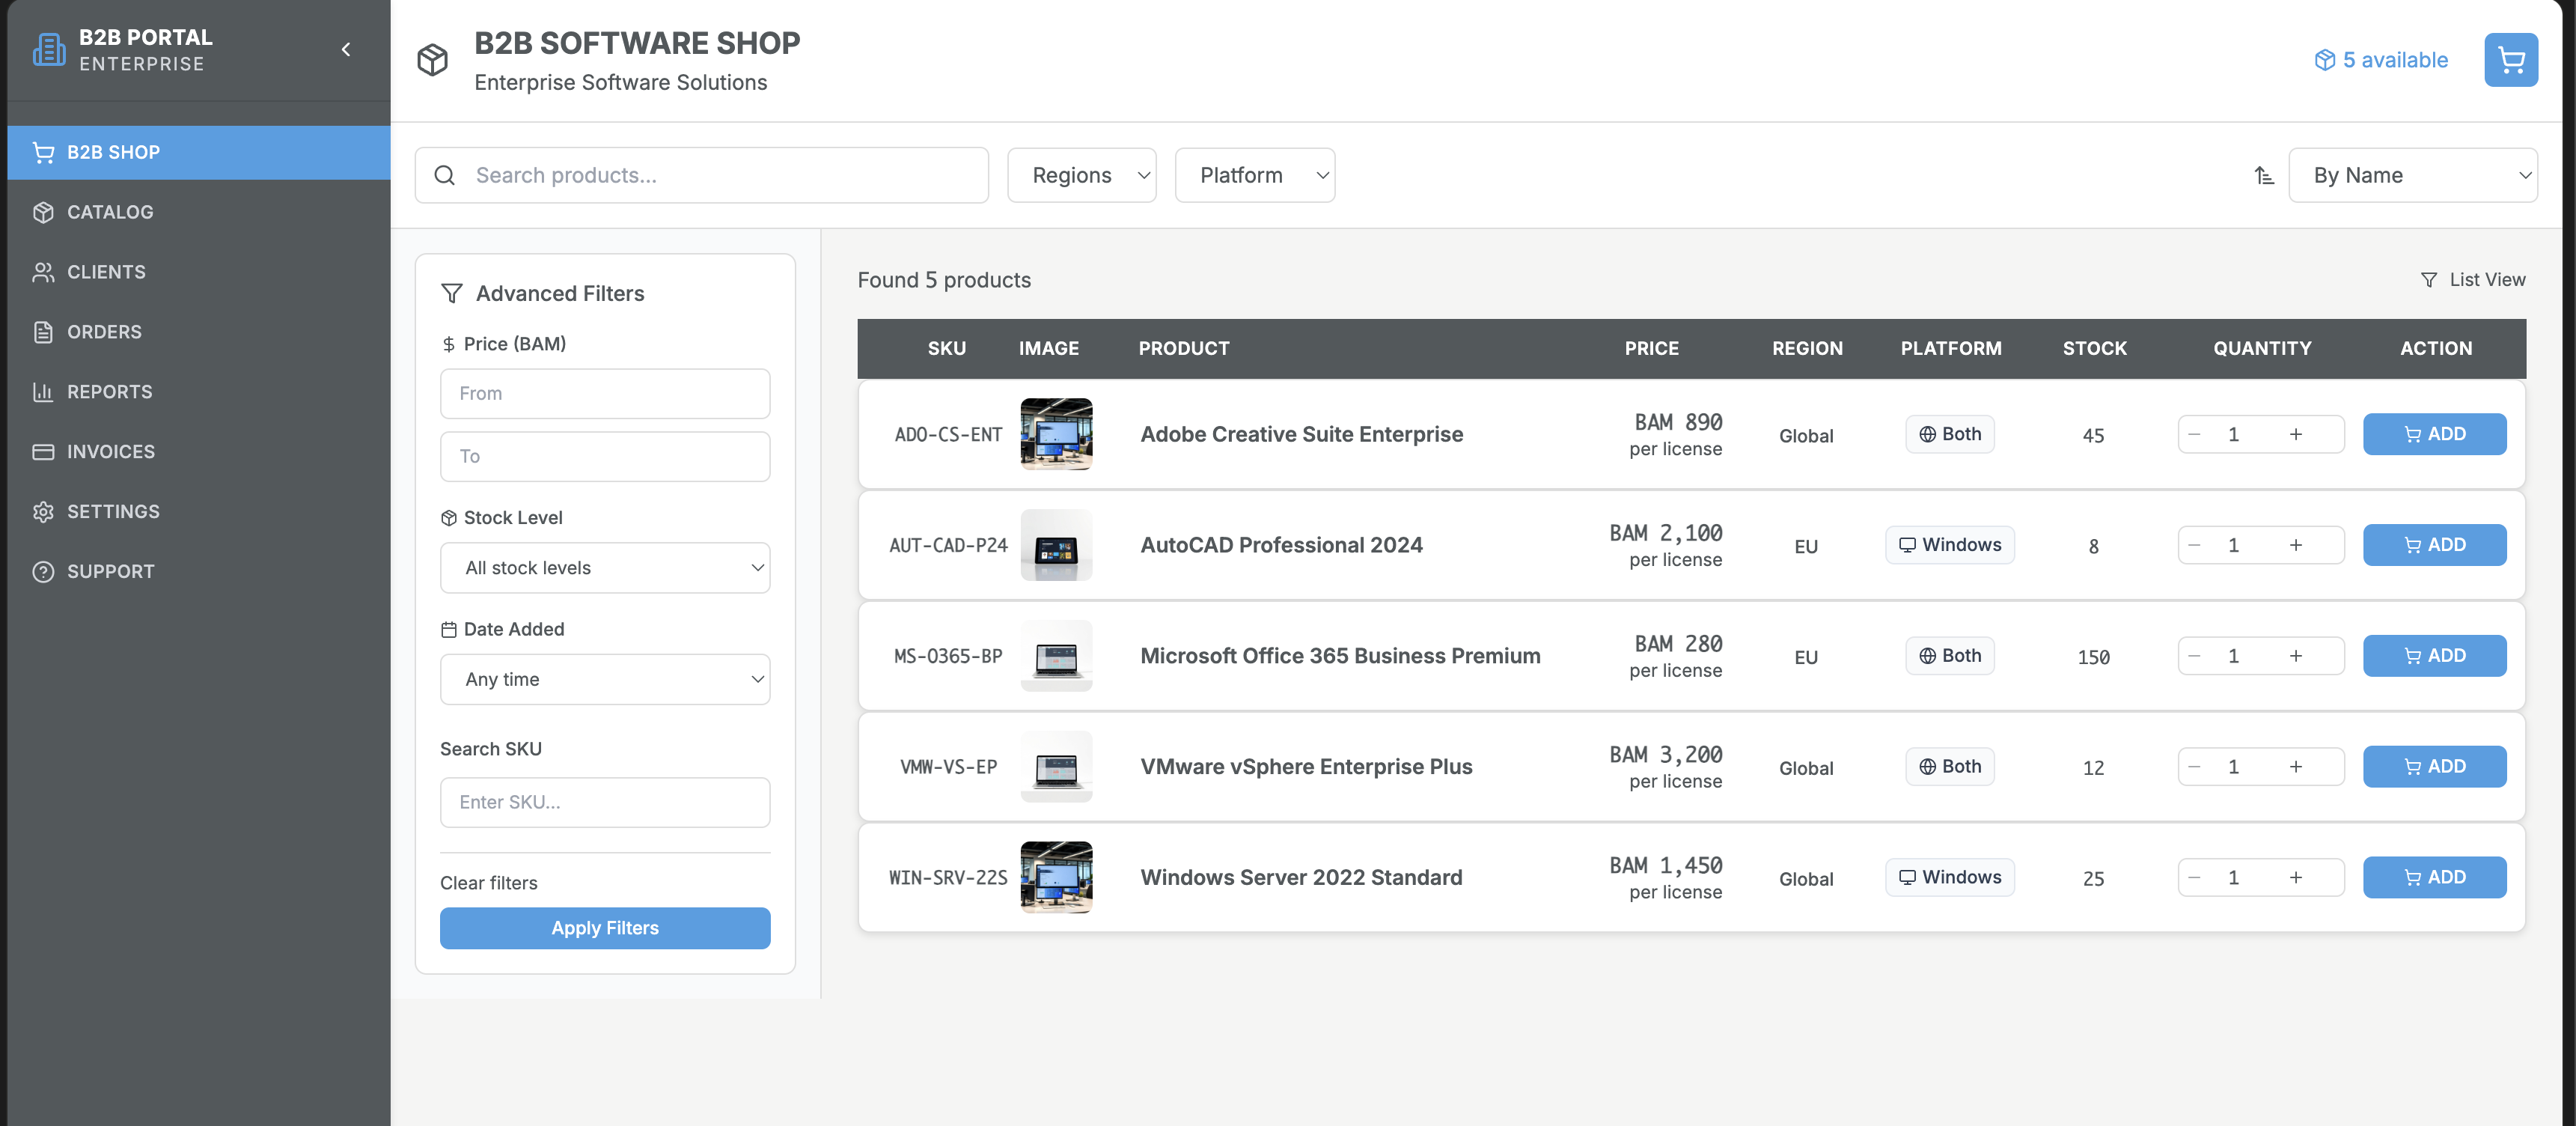 B2B PORTAL
ENTERPRISE
B2B SHOP
CATALOG
CLIENTS
ORDERS
REPORTS
INVOICES
SETTINGS
SUPPORT
B2B SOFTWARE SHOP
Enterprise Software Solutions
5 available
Search products...
Regions
Platform
By Name
Advanced Filters
Price (BAM)
From
To
Stock Level
All stock levels
Date Added
Any time
Search SKU
Enter SKU...
Clear filters
Apply Filters
Found 5 products
List View
SKU IMAGE PRODUCT PRICE REGION PLATFORM STOCK QUANTITY ACTION
ADO-CS-ENT Adobe Creative Suite Enterprise BAM 890 per license Global Both 45 − 1 + ADD
AUT-CAD-P24 AutoCAD Professional 2024 BAM 2,100 per license EU Windows 8 − 1 + ADD
MS-O365-BP Microsoft Office 365 Business Premium BAM 280 per license EU Both 150 − 1 + ADD
VMW-VS-EP VMware vSphere Enterprise Plus BAM 3,200 per license Global Both 12 − 1 + ADD
WIN-SRV-22S Windows Server 2022 Standard BAM 1,450 per license Global Windows 25 − 1 + ADD